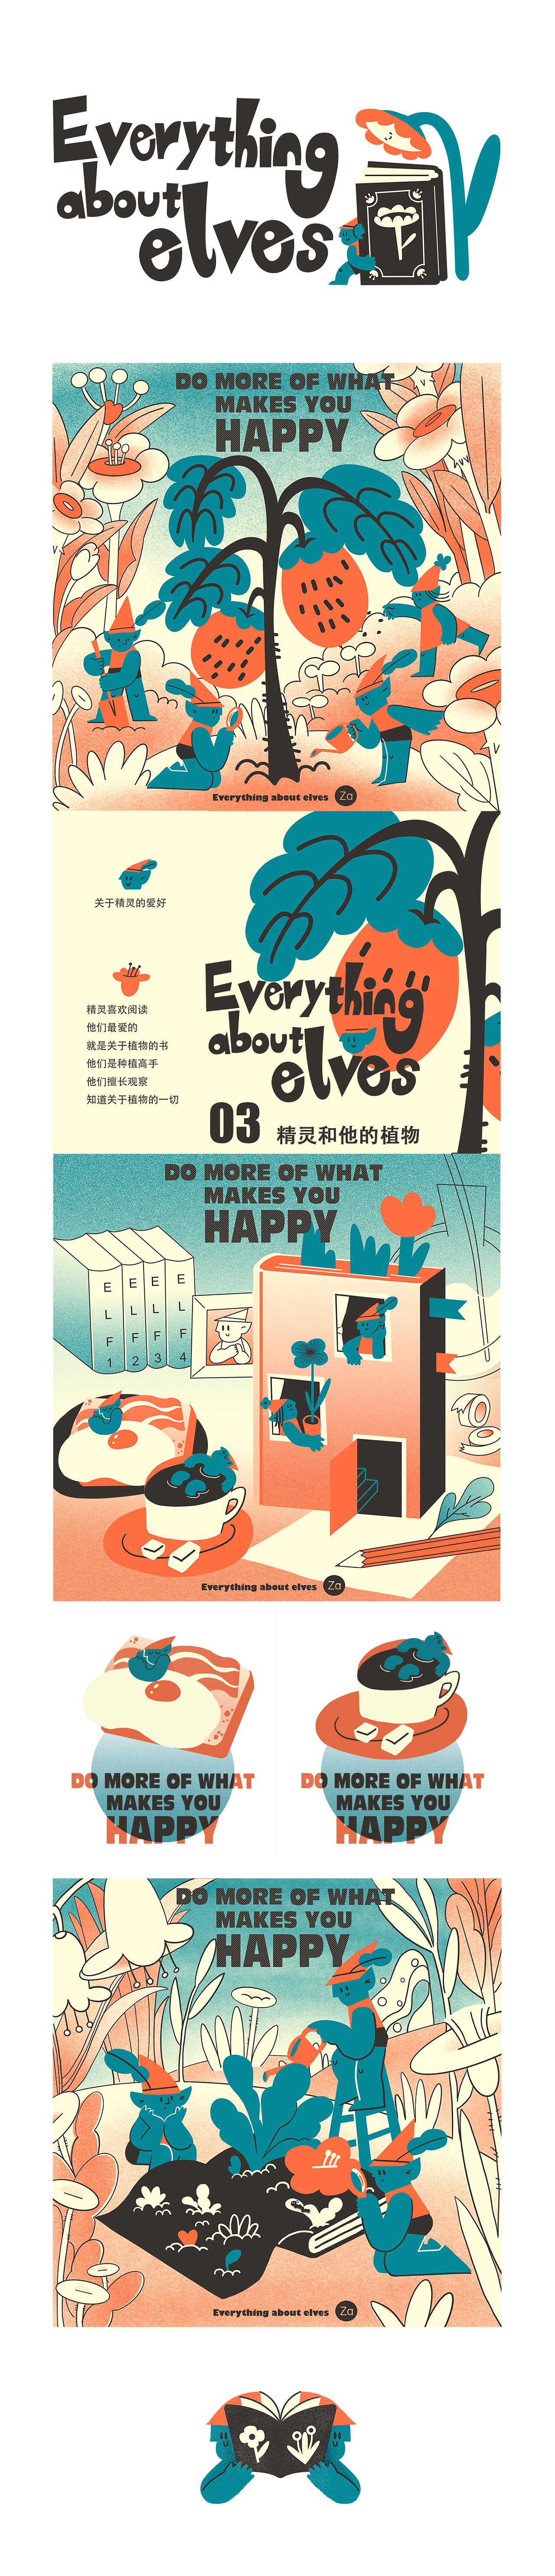 Everything
about
elves
DO MORE OF WHAT
MAKES YOU
HAPPY
Everything about elves Za
关于精灵的爱好
精灵喜欢阅读
他们最爱的
就是关于植物的书
他们是种植高手
他们擅长观察
知道关于植物的一切
Everything
about
elves
03 精灵和他的植物
DO MORE OF WHAT
MAKES YOU
HAPPY
ELF1 ELF2 ELF3 ELF4
Everything about elves Za
DO MORE OF WHAT
MAKES YOU
HAPPY
DO MORE OF WHAT
MAKES YOU
HAPPY
DO MORE OF WHAT
MAKES YOU
HAPPY
Everything about elves Za